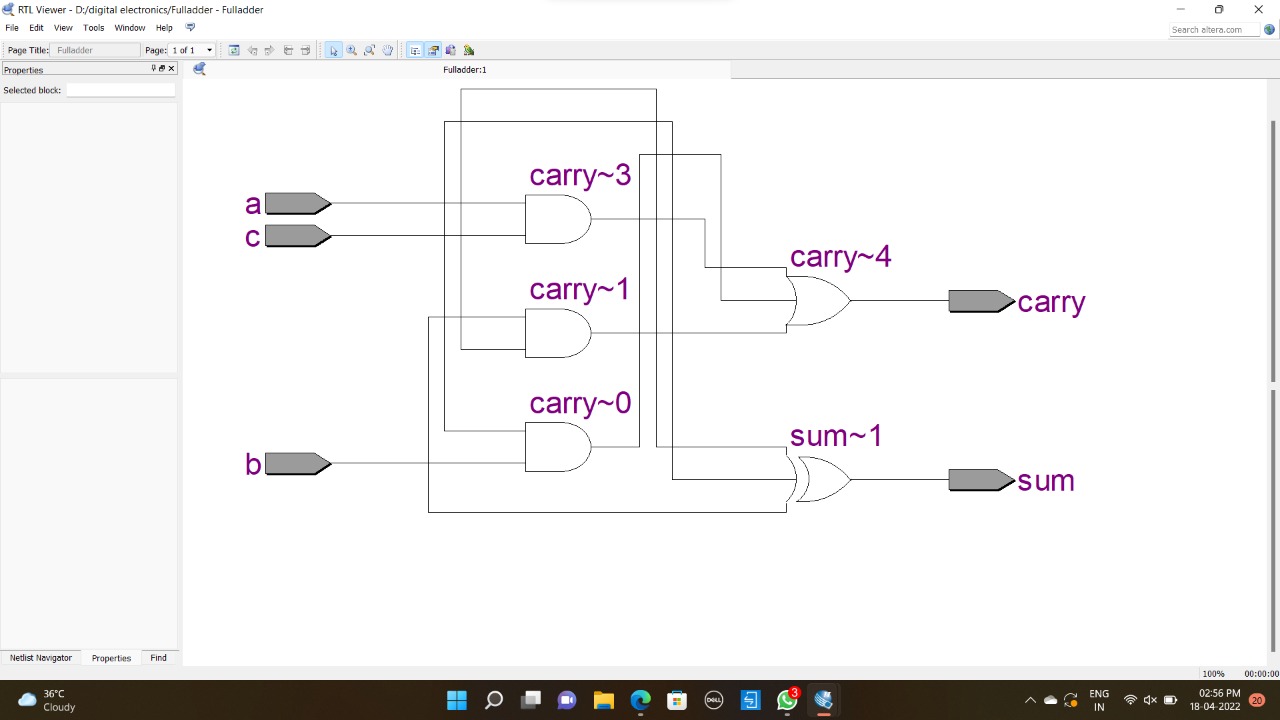 RTL Viewer - D:/digital electronics/Fulladder - Fulladder
File Edit View Tools Window Help
Search altera.com
Page Title: Fulladder Page: 1 of 1
Properties
Fulladder:1
Selected block:
carry~3
a
c
carry~4
carry~1
carry
carry~0
sum~1
b
sum
Netlist Navigator Properties Find
100% 00:00:00
36°C
Cloudy
DELL
3
ENG
IN
02:56 PM
18-04-2022
20